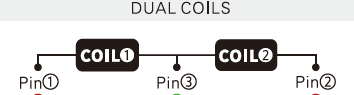 DUAL COILS
COIL❶ COIL❷
Pin① Pin③ Pin②